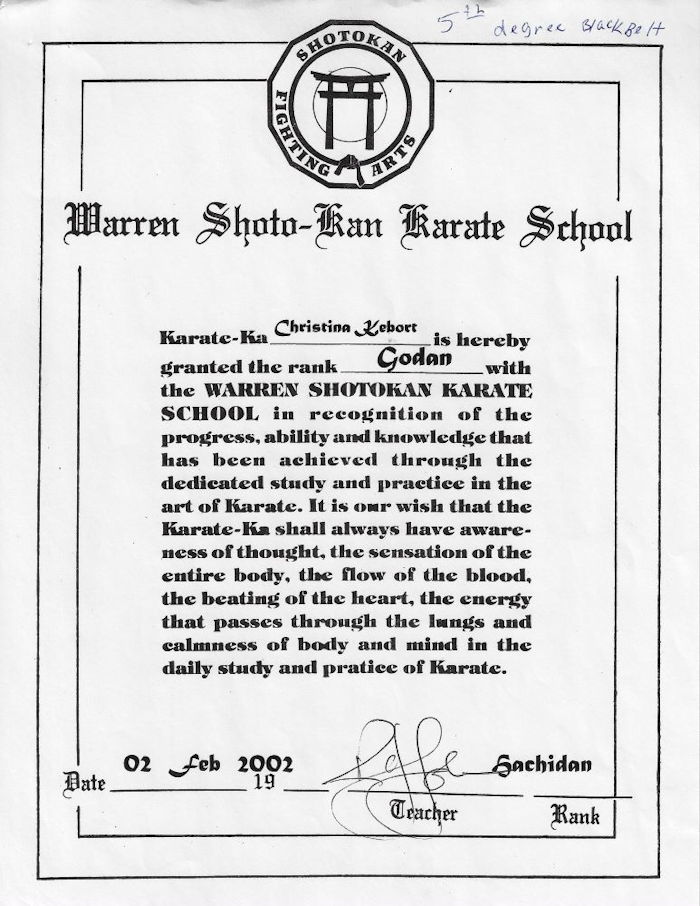 5th degree Black Belt
SHOTOKAN
FIGHTING ARTS
Warren Shoto-Kan Karate School
Karate-Ka Christina Kebort is hereby
granted the rank Godan with
the WARREN SHOTOKAN KARATE
SCHOOL in recognition of the
progress, ability and knowledge that
has been achieved through the
dedicated study and practice in the
art of Karate. It is our wish that the
Karate-Ka shall always have aware-
ness of thought, the sensation of the
entire body, the flow of the blood,
the beating of the heart, the energy
that passes through the lungs and
calmness of body and mind in the
daily study and pratice of Karate.
02 Feb 2002 Hachidan
Date 19
Teacher Rank